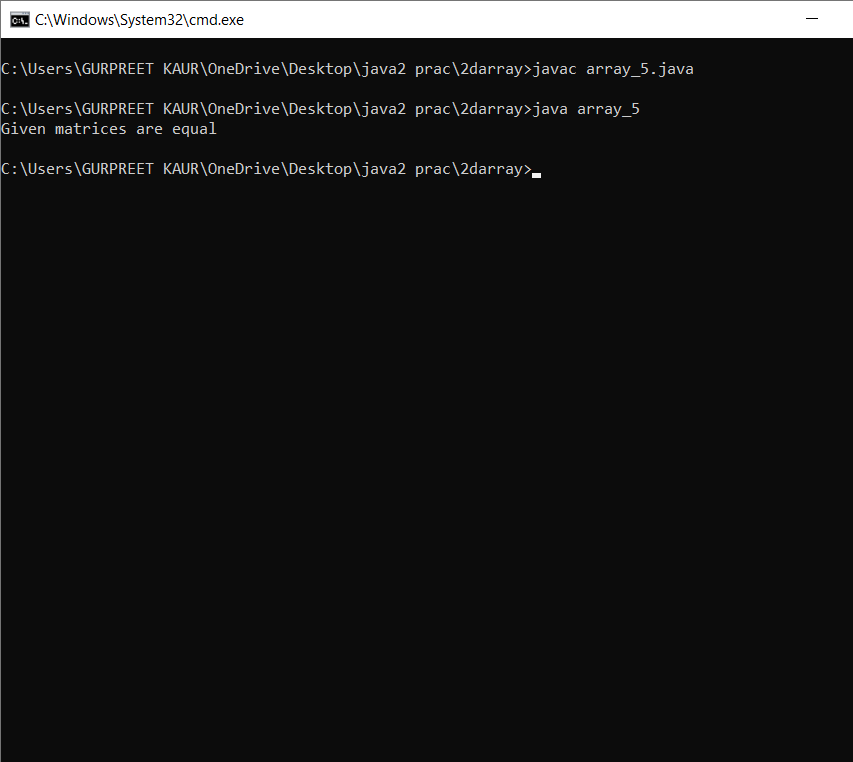 C:\Windows\System32\cmd.exe
C:\Users\GURPREET KAUR\OneDrive\Desktop\java2 prac\2darray>javac array_5.java
C:\Users\GURPREET KAUR\OneDrive\Desktop\java2 prac\2darray>java array_5
Given matrices are equal
C:\Users\GURPREET KAUR\OneDrive\Desktop\java2 prac\2darray>